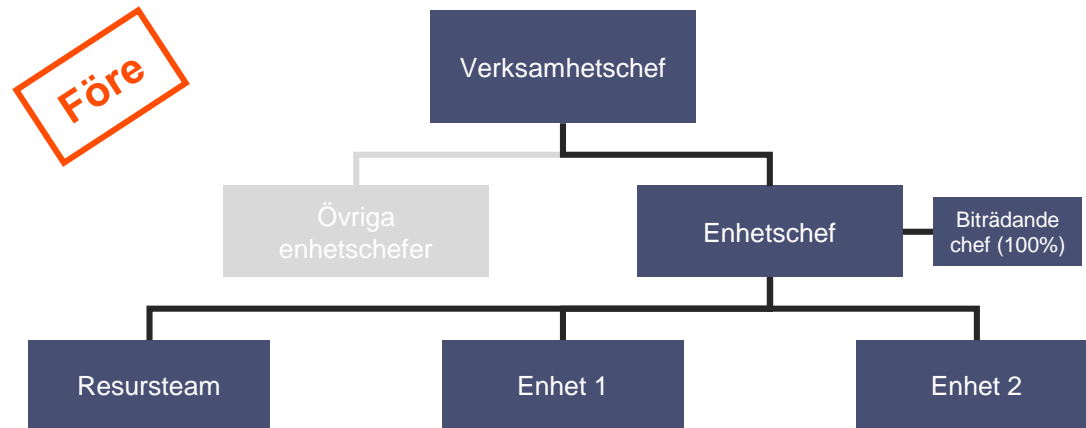 Före
Verksamhetschef
Övriga
enhetschefer
Enhetschef
Biträdande
chef (100%)
Resursteam
Enhet 1
Enhet 2